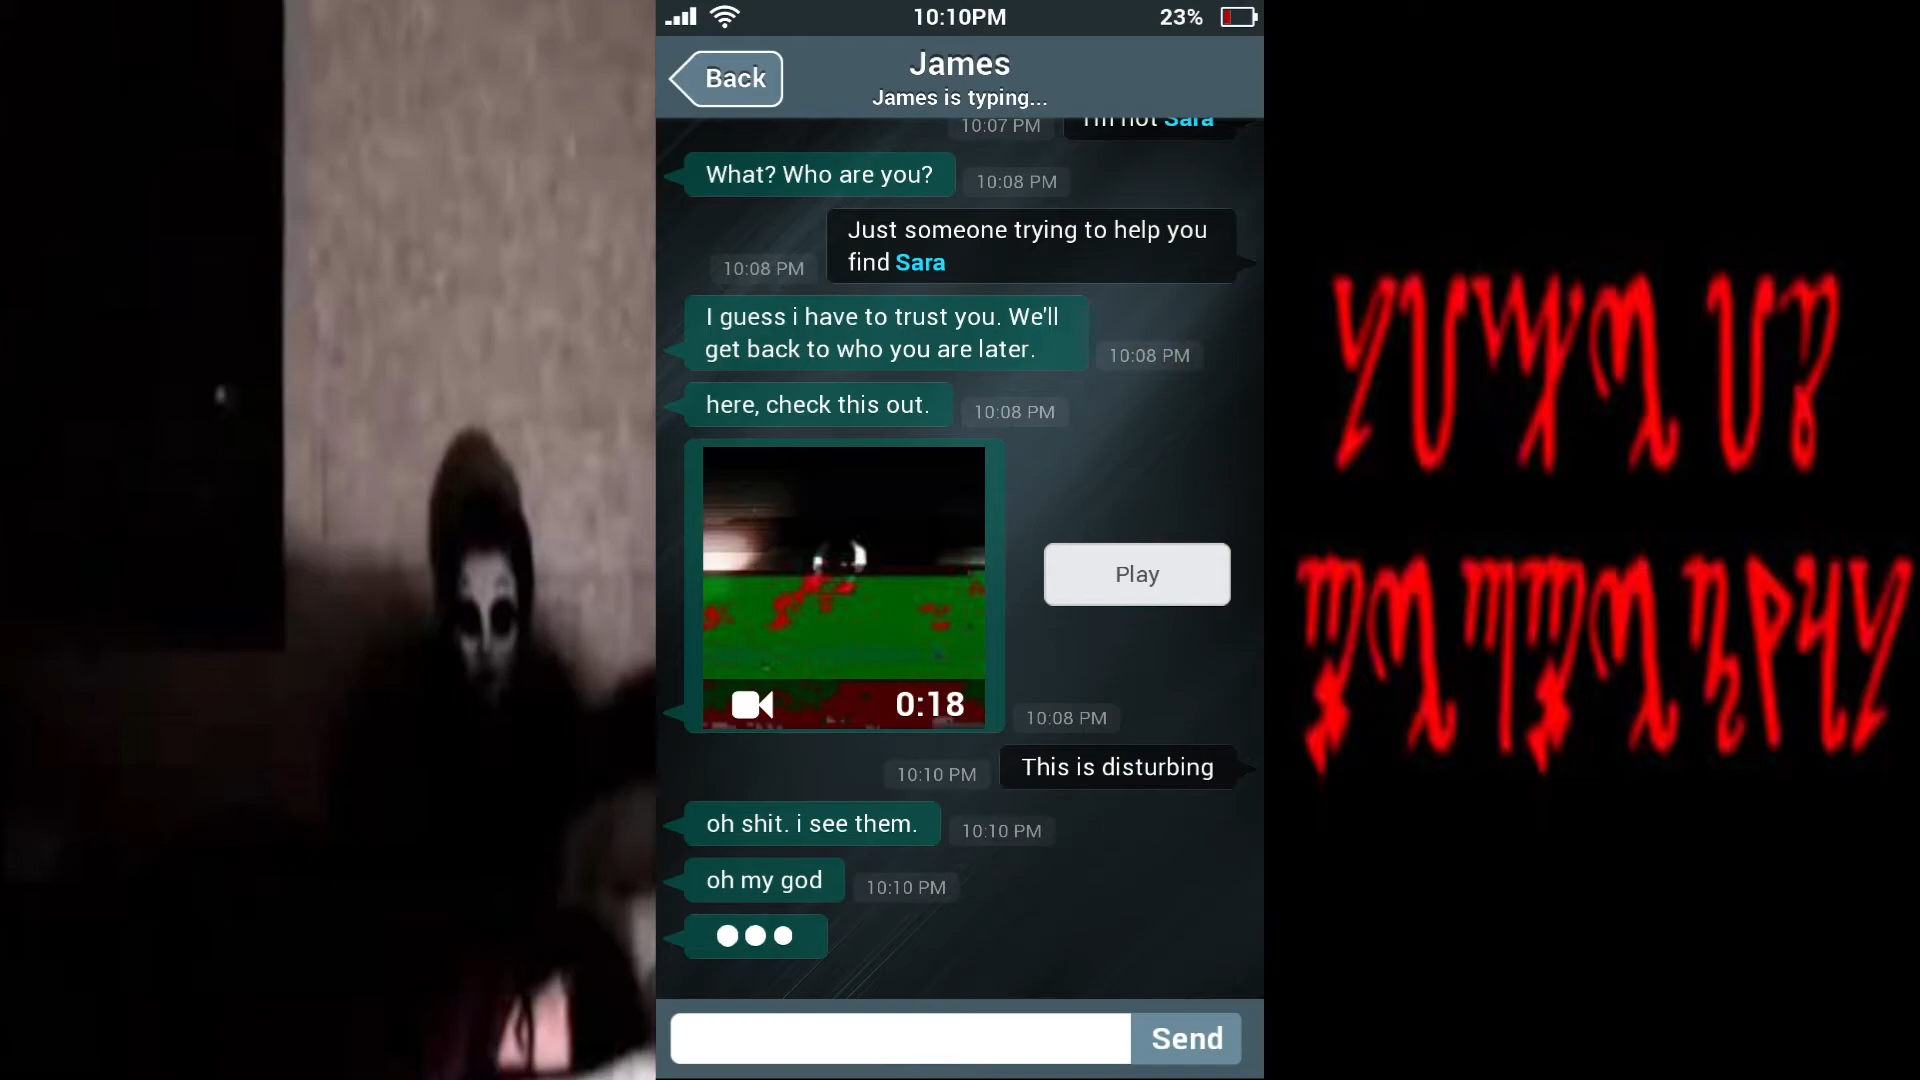 10:10PM
23%
Back
James
James is typing...
I'm not Sara
10:07 PM
What? Who are you?
10:08 PM
Just someone trying to help you
find Sara
10:08 PM
I guess i have to trust you. We'll
get back to who you are later.
10:08 PM
here, check this out.
10:08 PM
Play
0:18
10:08 PM
This is disturbing
10:10 PM
oh shit. i see them.
10:10 PM
oh my god
10:10 PM
Send